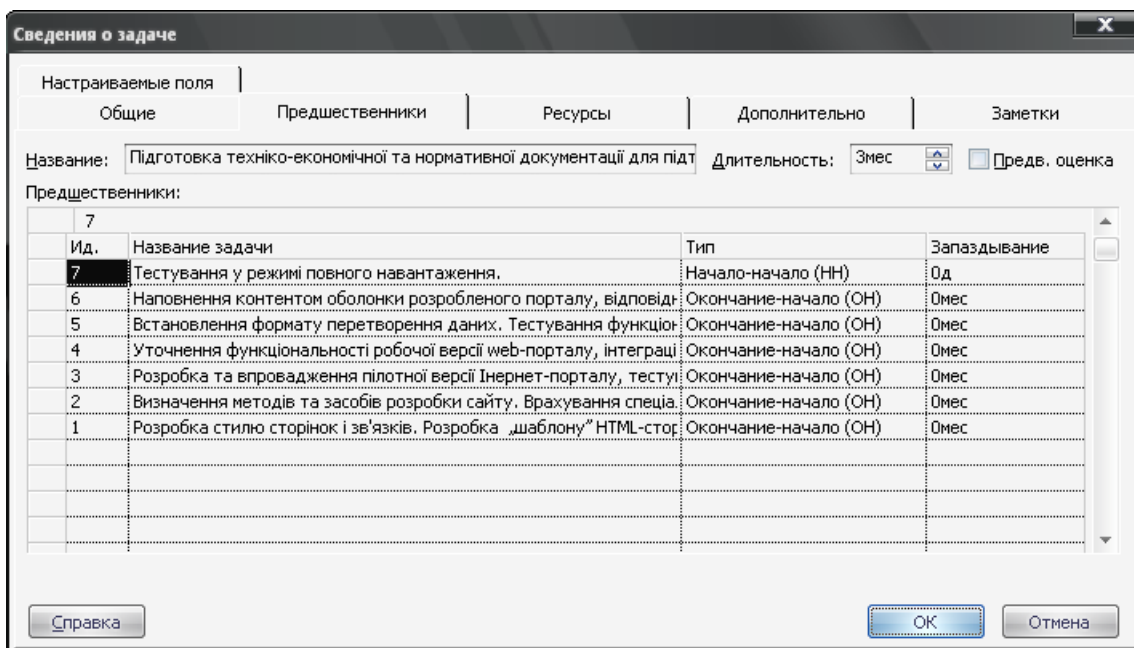 Сведения о задаче
Настраиваемые поля
Общие Предшественники Ресурсы Дополнительно Заметки
Название: Підготовка техніко-економічної та нормативної документації для підт Длительность: 3мес Предв. оценка
Предшественники:
7
Ид. Название задачи Тип Запаздывание
7 Тестування у режимі повного навантаження. Начало-начало (НН) 0д
6 Наповнення контентом оболонки розробленого порталу, відповідн Окончание-начало (ОН) 0мес
5 Встановлення формату перетворення даних. Тестування функціон Окончание-начало (ОН) 0мес
4 Уточнення функціональності робочої версії web-порталу, інтеграці Окончание-начало (ОН) 0мес
3 Розробка та впровадження пілотної версії Інернет-порталу, тестув Окончание-начало (ОН) 0мес
2 Визначення методів та засобів розробки сайту. Врахування спеціа. Окончание-начало (ОН) 0мес
1 Розробка стилю сторінок і зв'язків. Розробка „шаблону” HTML-стор Окончание-начало (ОН) 0мес
Справка ОК Отмена